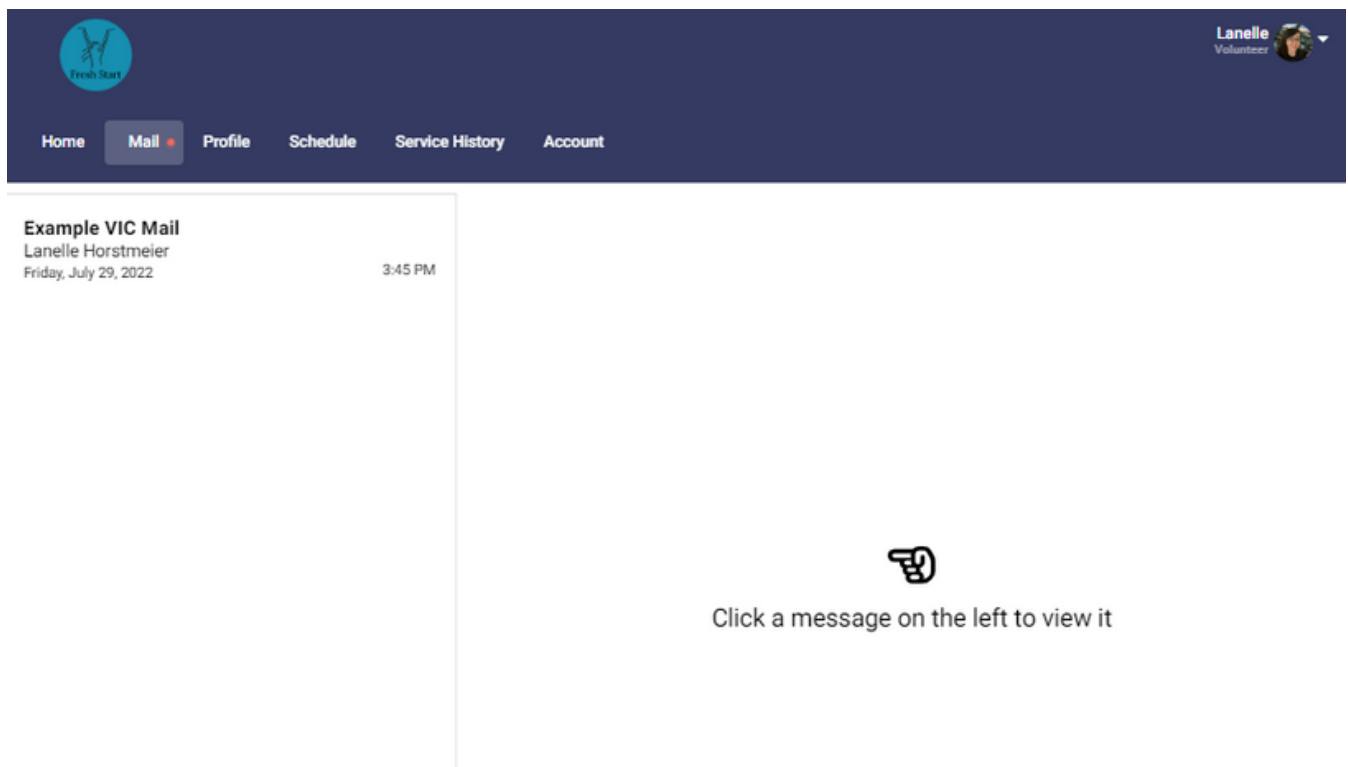 Fresh Start
Lanelle
Volunteer
Home Mail Profile Schedule Service History Account
Example VIC Mail
Lanelle Horstmeier
Friday, July 29, 2022 3:45 PM
Click a message on the left to view it